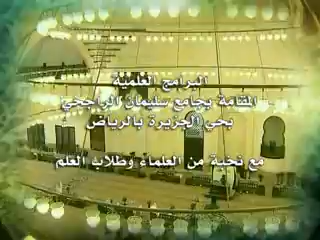 البرامج العلمية
المقامة بجامع سليمان الراجحي
بحي الجزيرة بالرياض
مع نخبة من العلماء وطلاب العلم